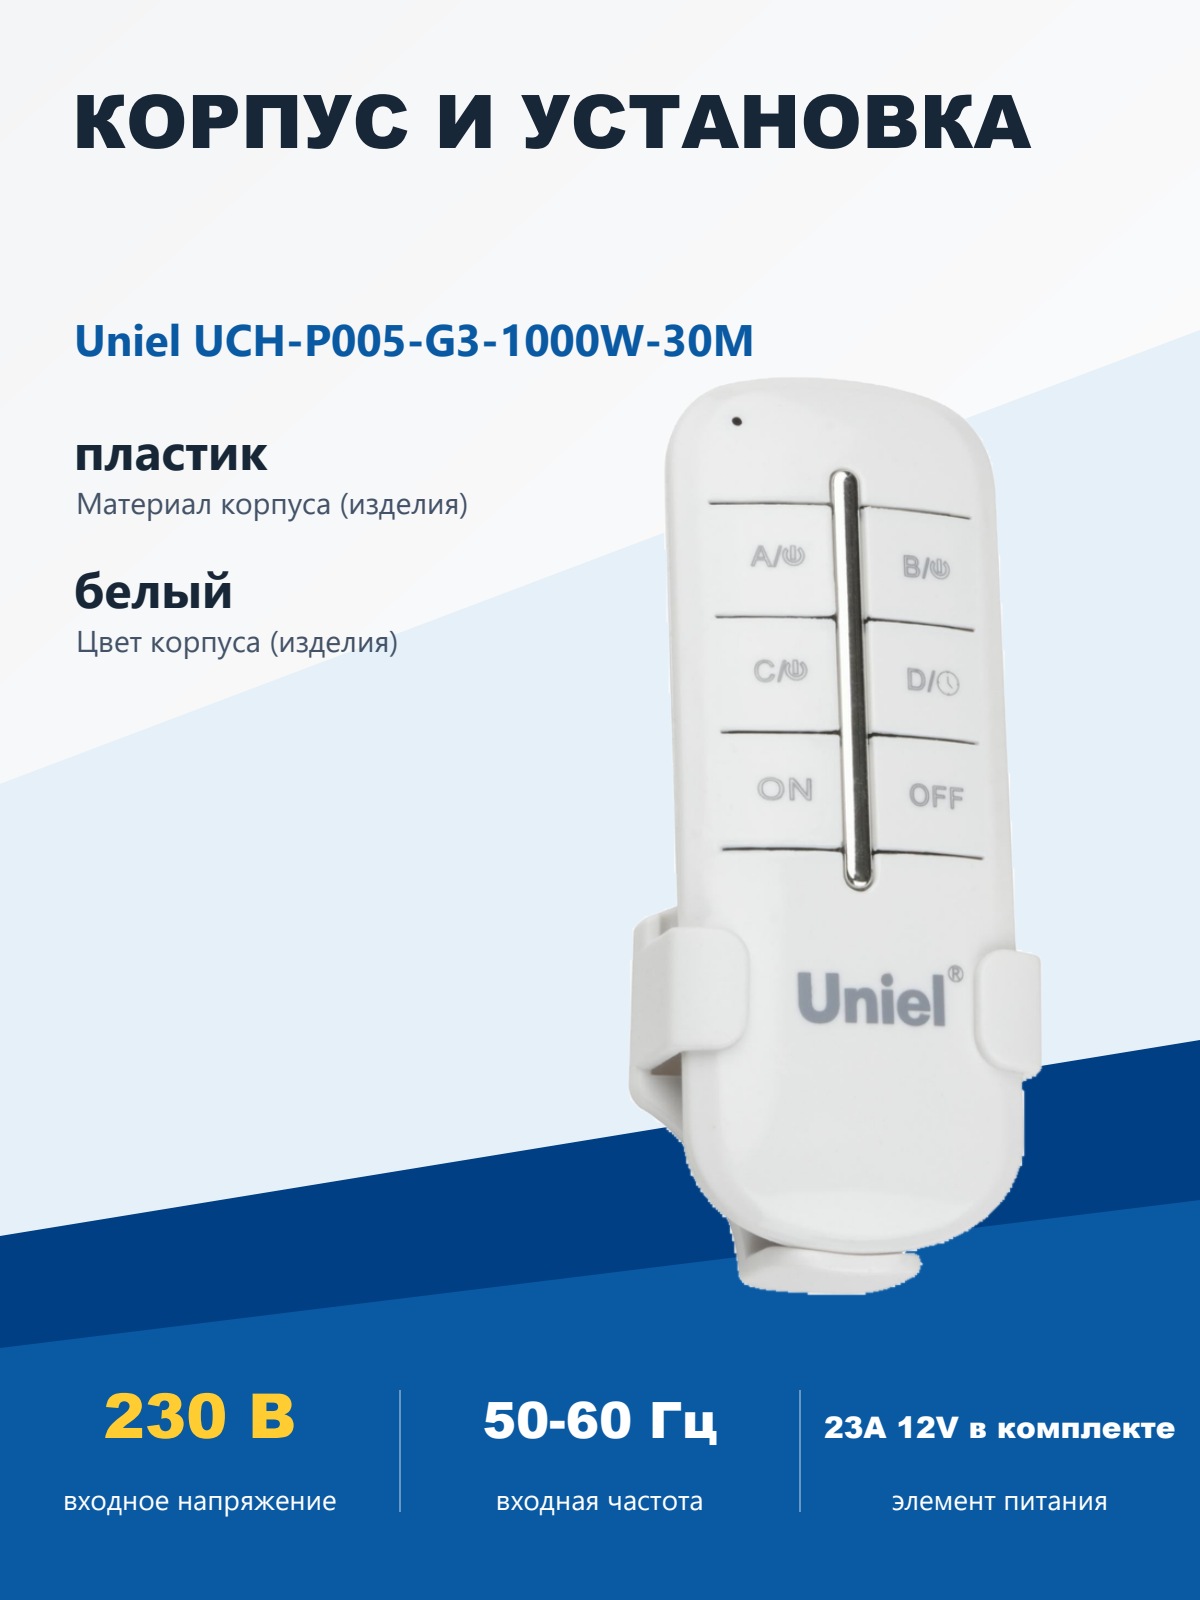 КОРПУС И УСТАНОВКА
Uniel UCH-P005-G3-1000W-30M
пластик
Материал корпуса (изделия)
белый
Цвет корпуса (изделия)
A/
B/
C/
D/
ON
OFF
Uniel®
230 В
входное напряжение
50-60 Гц
входная частота
23A 12V в комплекте
элемент питания